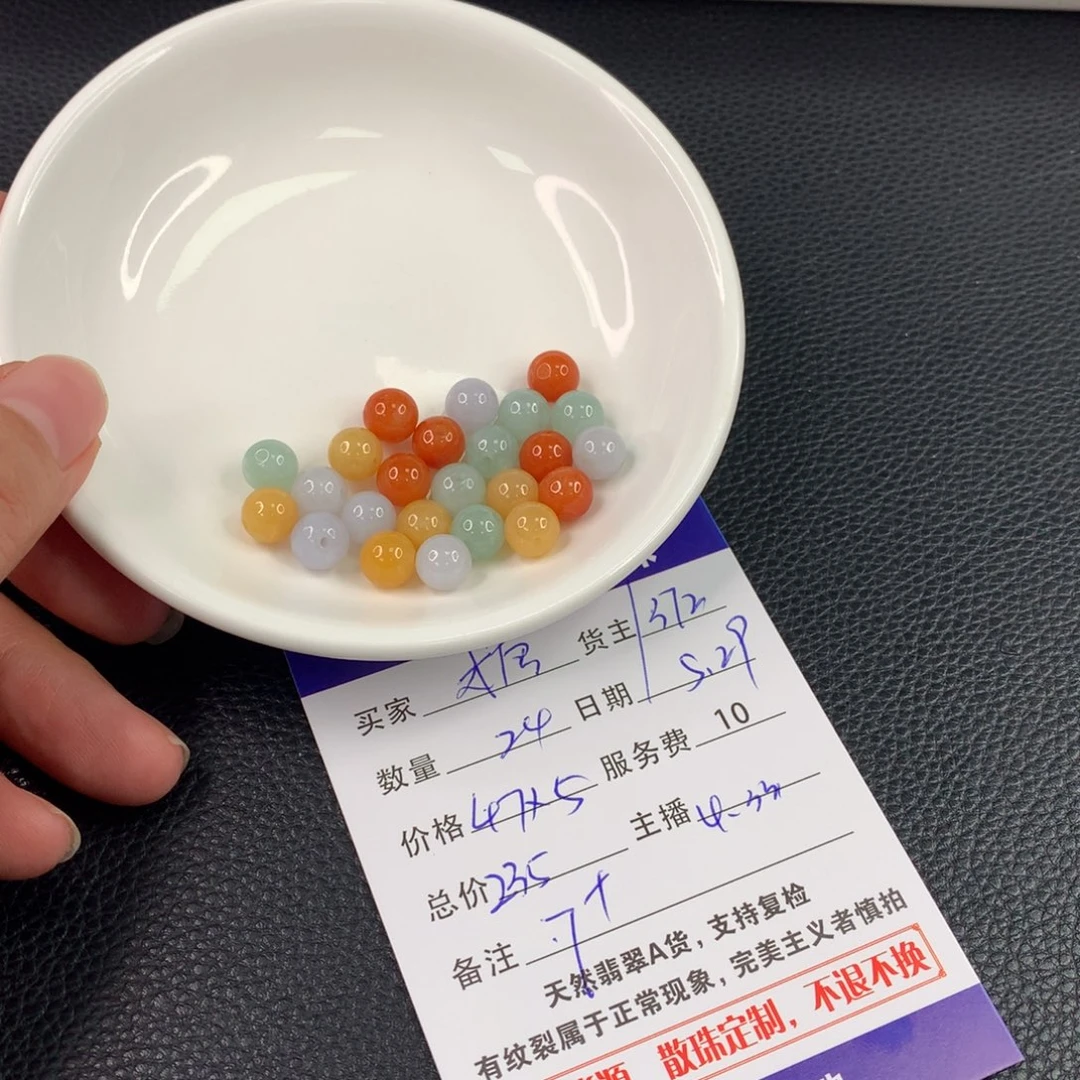 买家 货主 372
数量 24 日期 5.29
价格 47×5 服务费 10
总价 235 主播
备注 7+
天然翡翠A货，支持复检
有纹裂属于正常现象，完美主义者慎拍
散珠定制，不退不换